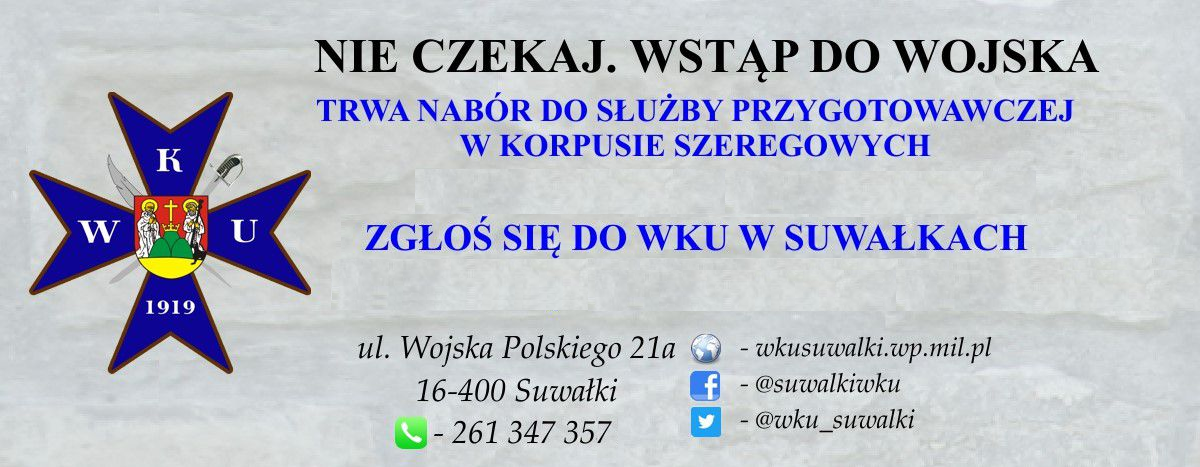 NIE CZEKAJ. WSTĄP DO WOJSKA
TRWA NABÓR DO SŁUŻBY PRZYGOTOWAWCZEJ
W KORPUSIE SZEREGOWYCH
K
W U
1919
ZGŁOŚ SIĘ DO WKU W SUWAŁKACH
ul. Wojska Polskiego 21a
16-400 Suwałki
- 261 347 357
- wkusuwalki.wp.mil.pl
- @suwalkiwku
- @wku_suwalki